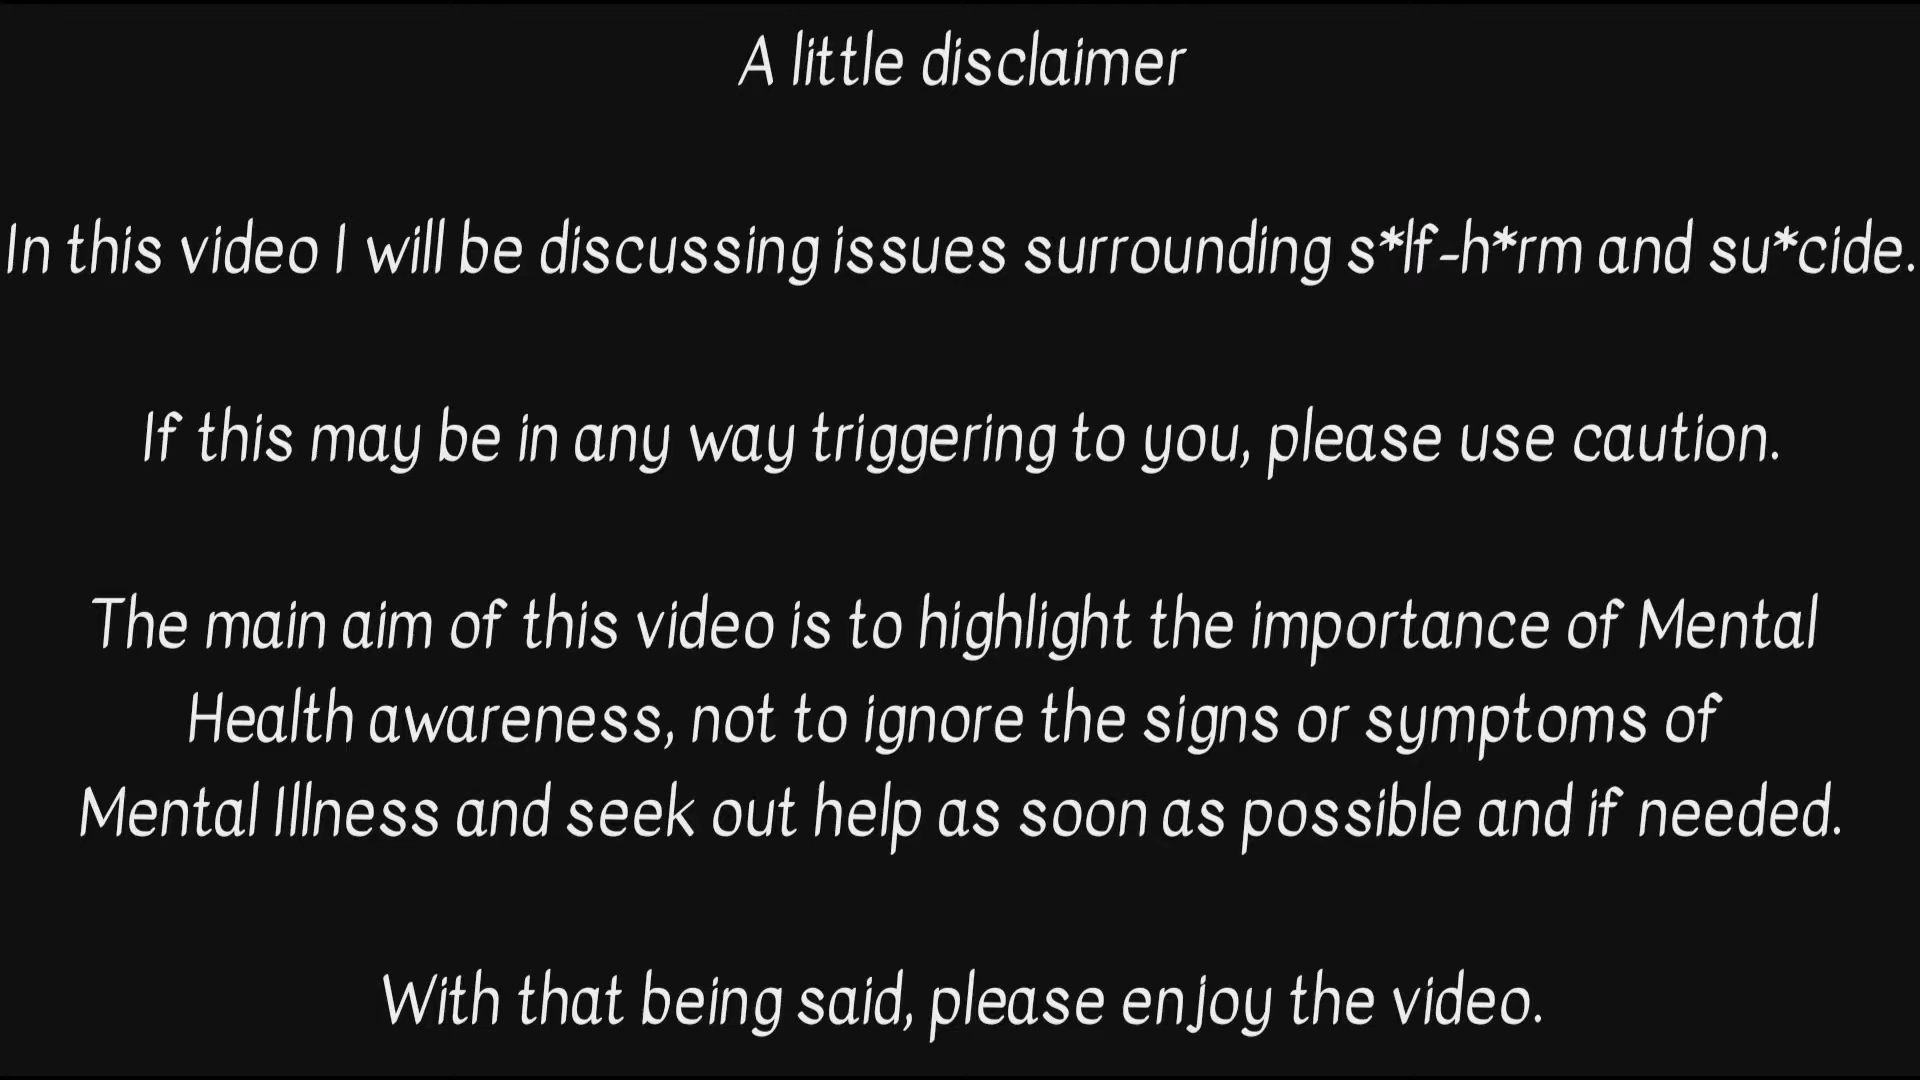 A little disclaimer
In this video I will be discussing issues surrounding s*lf-h*rm and su*cide.
If this may be in any way triggering to you, please use caution.
The main aim of this video is to highlight the importance of Mental
Health awareness, not to ignore the signs or symptoms of
Mental Illness and seek out help as soon as possible and if needed.
With that being said, please enjoy the video.